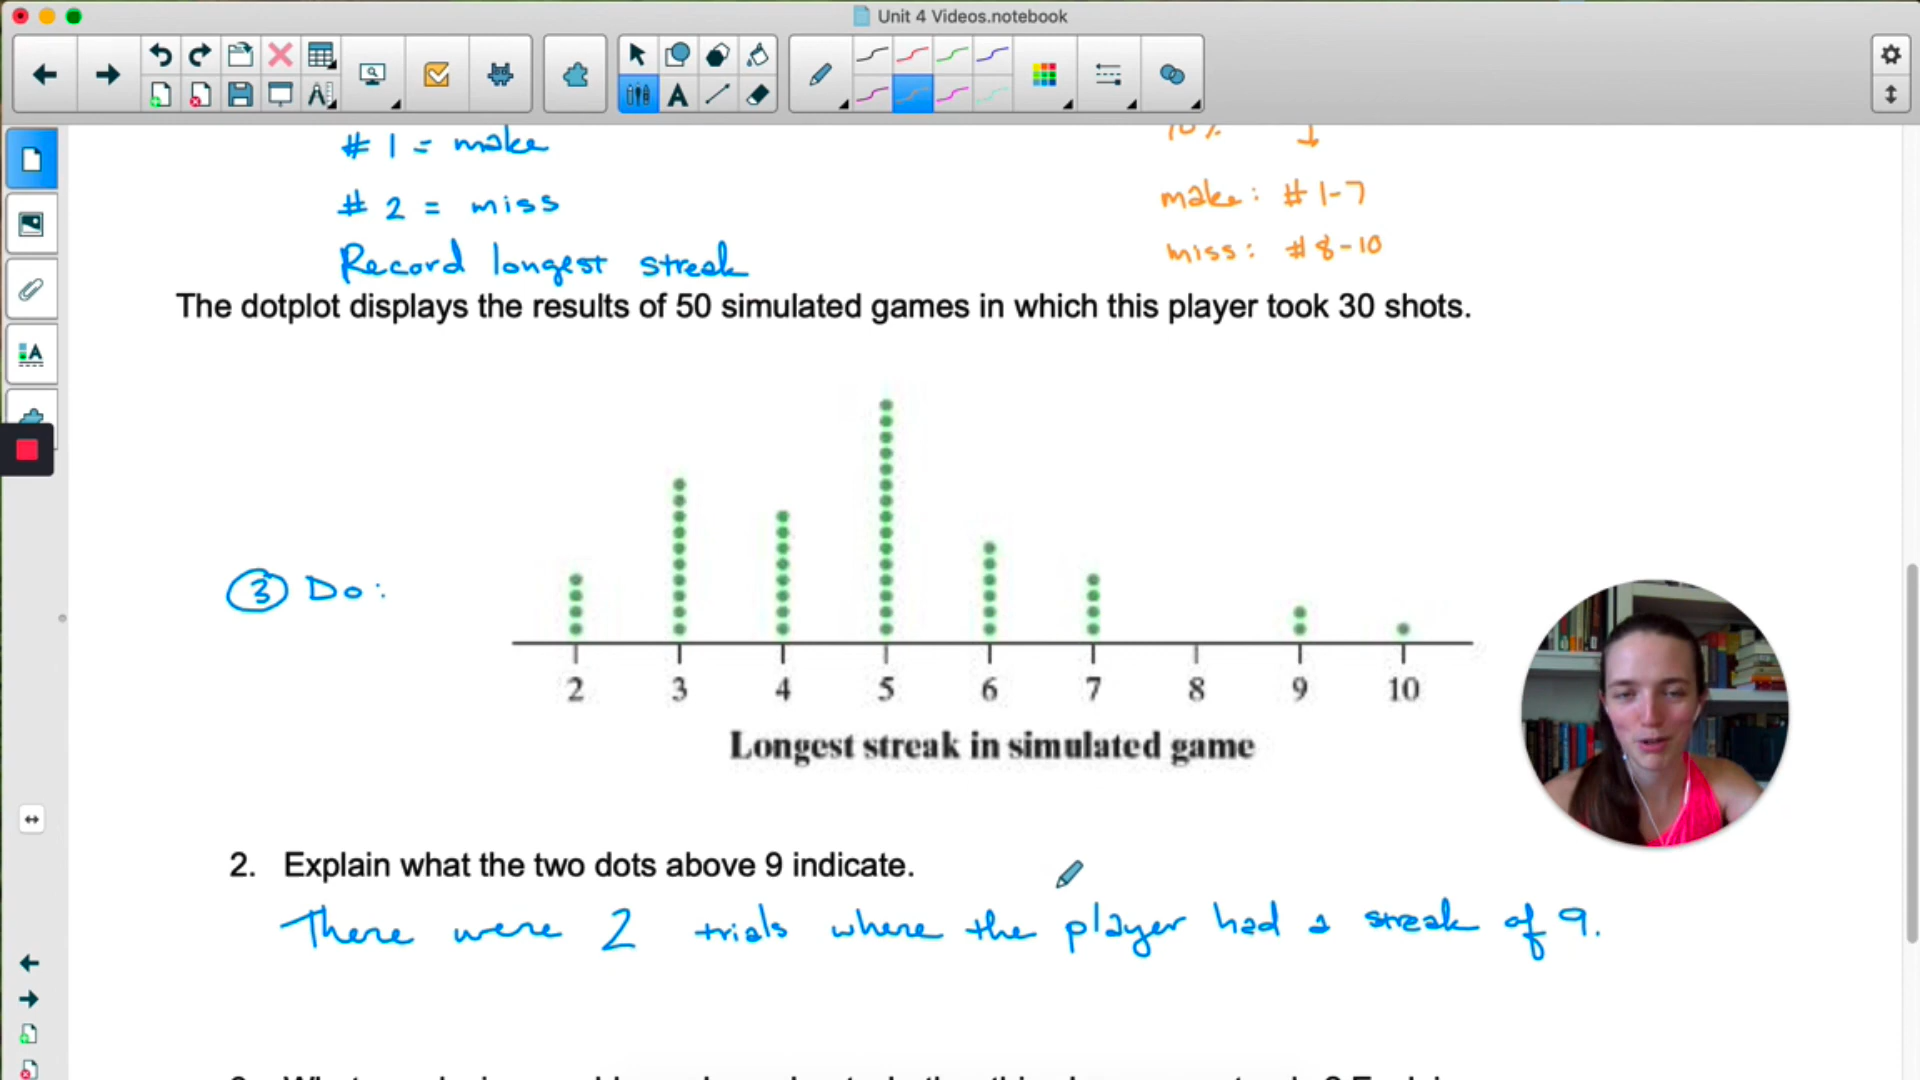 Unit 4 Videos.notebook
# 1 = make
# 2 = miss
Record longest streak
10%
make: # 1-7
miss: # 8-10
The dotplot displays the results of 50 simulated games in which this player took 30 shots.
③ Do:
2 3 4 5 6 7 8 9 10
Longest streak in simulated game
2. Explain what the two dots above 9 indicate.
There were 2 trials where the player had a streak of 9.